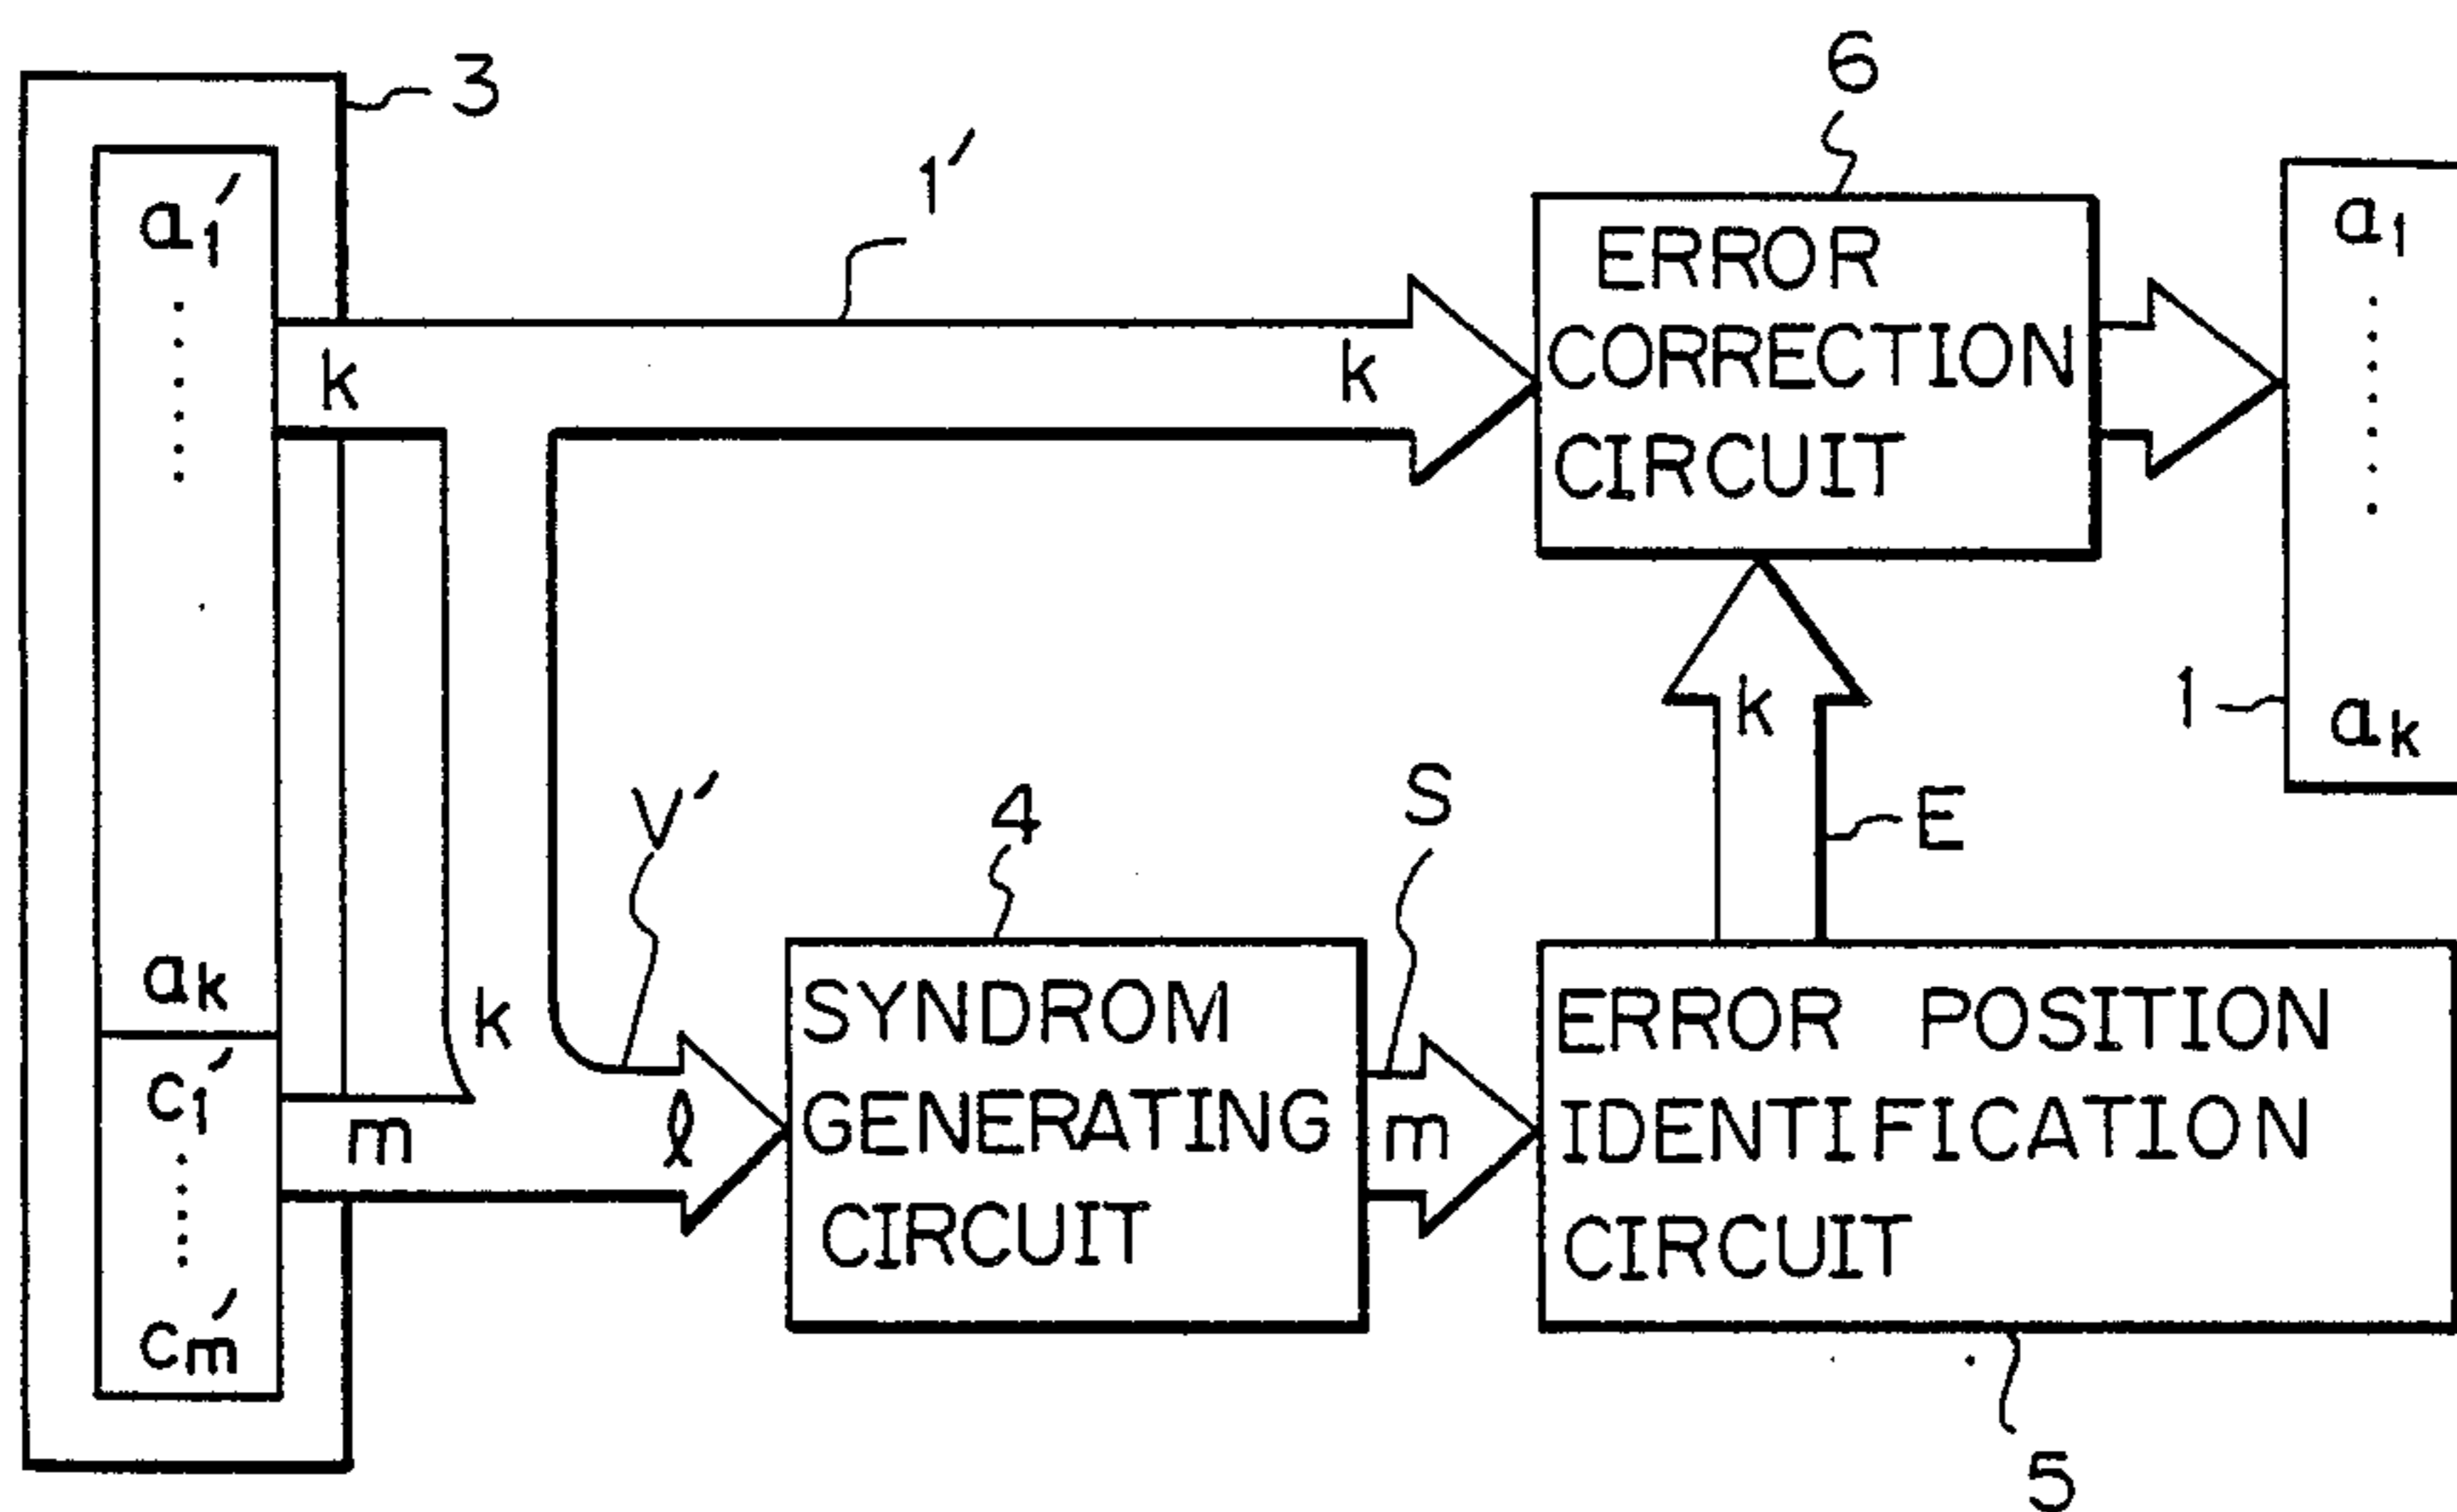 3
6
1′
a1′
k
k
ERROR
CORRECTION
CIRCUIT
a1
k
1
ak
V′
4
S
E
ak
k
SYNDROM
GENERATING
CIRCUIT
ERROR POSITION
IDENTIFICATION
CIRCUIT
c1′
m
ℓ
m
cm′
5